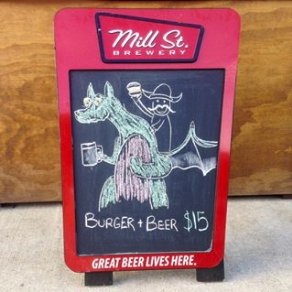 Mill St.
BREWERY
BURGER + BEER $15
GREAT BEER LIVES HERE.